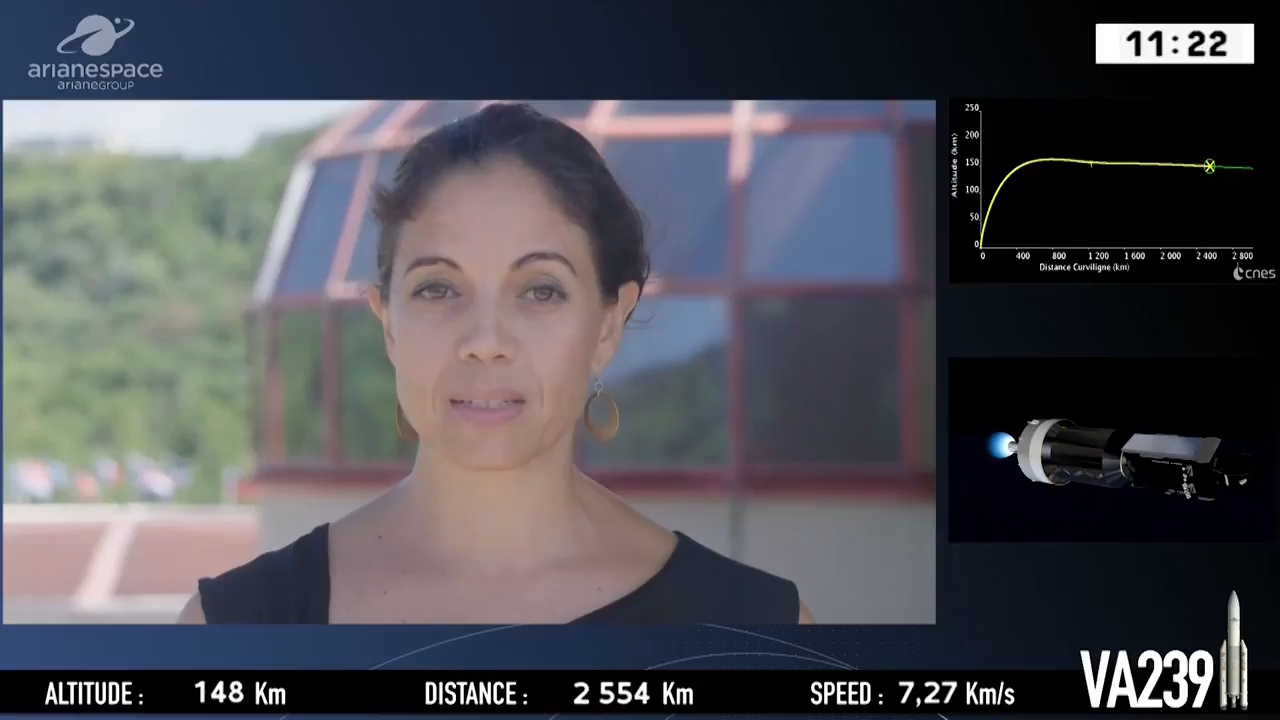 arianespace
arianeGROUP
11:22
250
200
150
100
50
0
Altitude (km)
0 400 800 1 200 1 600 2 000 2 400 2 800
Distance Curviligne (km)
cnes
VA239
ALTITUDE : 148 Km DISTANCE : 2 554 Km SPEED : 7,27 Km/s